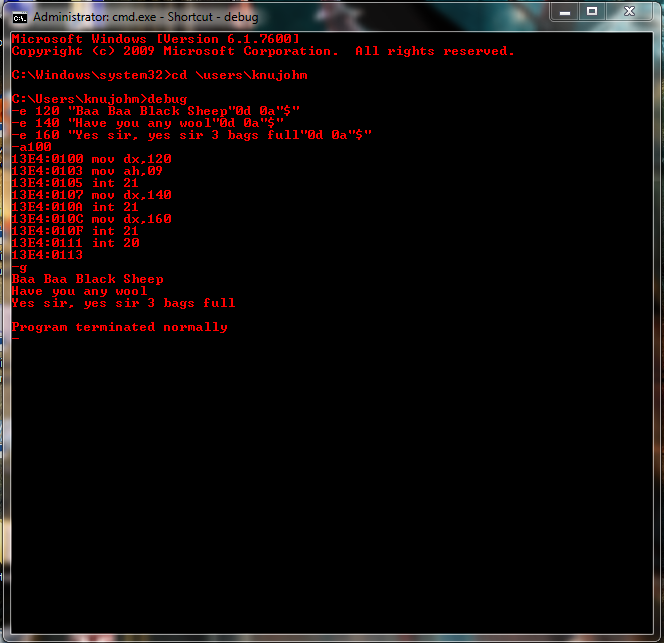 Administrator: cmd.exe - Shortcut - debug
Microsoft Windows [Version 6.1.7600]
Copyright (c) 2009 Microsoft Corporation.  All rights reserved.
C:\Windows\system32>cd \users\knujohm
C:\Users\knujohm>debug
-e 120 "Baa Baa Black Sheep"0d 0a"$"
-e 140 "Have you any wool"0d 0a"$"
-e 160 "Yes sir, yes sir 3 bags full"0d 0a"$"
-a100
13E4:0100 mov dx,120
13E4:0103 mov ah,09
13E4:0105 int 21
13E4:0107 mov dx,140
13E4:010A int 21
13E4:010C mov dx,160
13E4:010F int 21
13E4:0111 int 20
13E4:0113
-g
Baa Baa Black Sheep
Have you any wool
Yes sir, yes sir 3 bags full
Program terminated normally
-